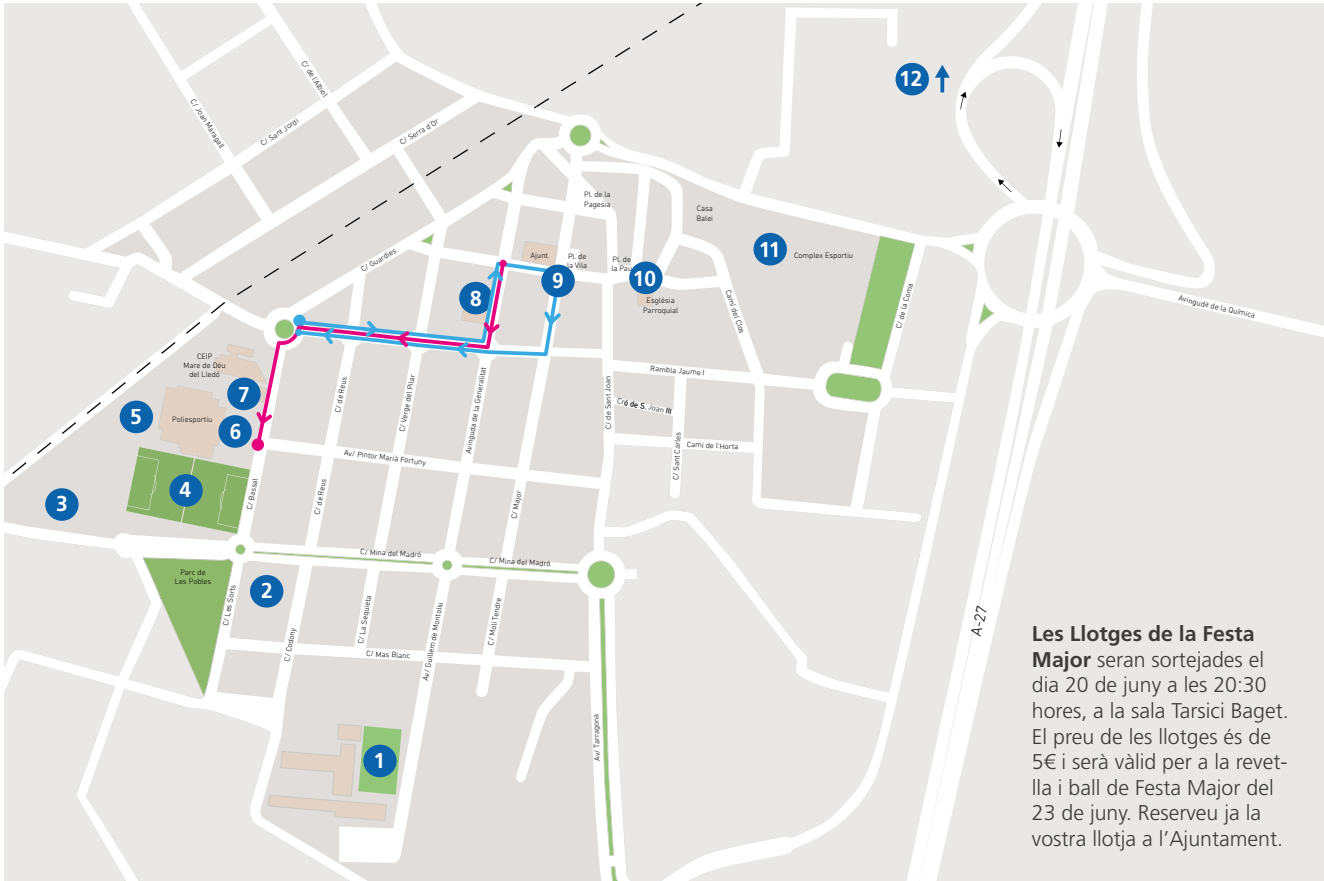 12
C/ de l'Albiol
C/ Joan Maragall
C/ Sant Jordi
C/ Serra d'Or
Pl. de la
Pagesia
Casa
Balei
11
Complex Esportiu
C/ Guardies
Ajunt.
Pl. de
la Vila
Pl. de
la Pau
8
9
10
Església
Parroquial
Camí del Clos
C/ de la Coma
Avinguda de la Química
CEIP
Mare de Déu
del Lledó
7
Poliesportiu
5
6
C/ de Reus
C/ Verge del Pilar
Avinguda de la Generalitat
Rambla Jaume I
C/ de Sant Joan
Cró de S. Joan III
C/ Sant Carles
Camí de l'Horta
Av/ Pintor Marià Fortuny
4
3
C/ Bassal
C/ de Reus
C/ Major
C/ Mina del Madró
C/ Mina del Madró
Parc de
Les Pobles
2
C/ Les Sorts
C/ Codony
C/ La Sequieta
Av/ Guillem de Montoliu
C/ Molí Tendre
C/ Mas Blanc
1
Av/ Tarragona
A-27
Les Llotges de la Festa
Major seran sortejades el
dia 20 de juny a les 20:30
hores, a la sala Tarsici Baget.
El preu de les llotges és de
5€ i serà vàlid per a la revet-
lla i ball de Festa Major del
23 de juny. Reserveu ja la
vostra llotja a l'Ajuntament.